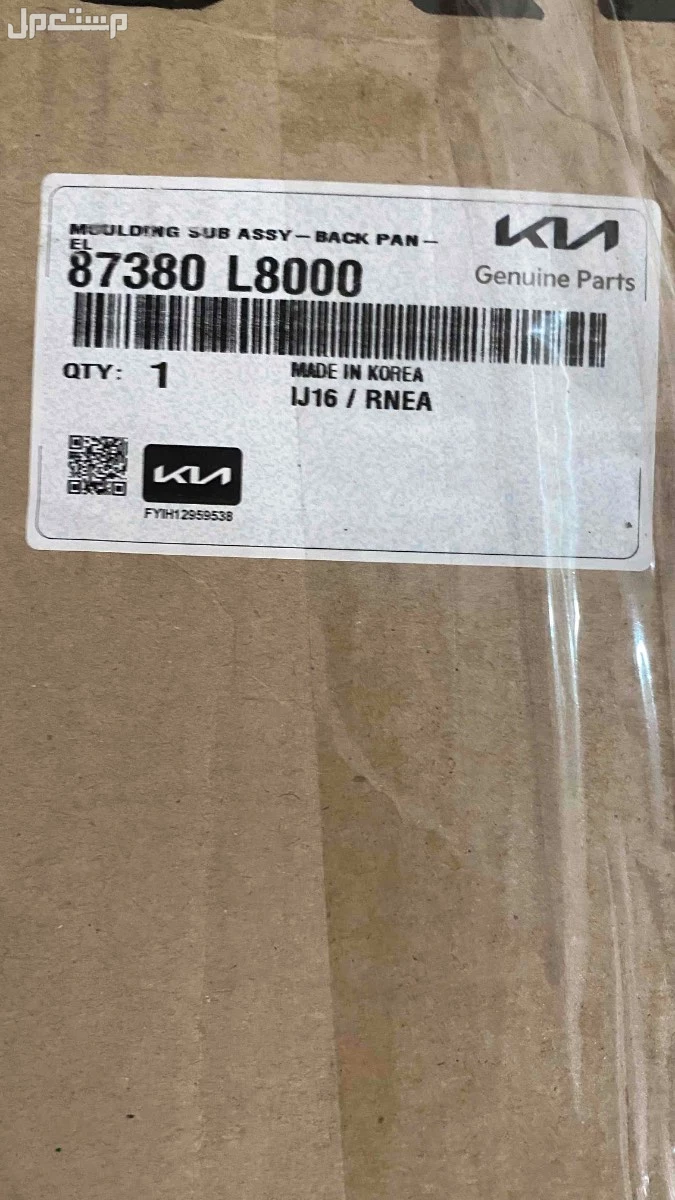 مستعمل
MOULDING SUB ASSY-BACK PAN-
EL
KIA
Genuine Parts
87380 L8000
QTY: 1
MADE IN KOREA
IJ16 / RNEA
KIA
FYIH12959538